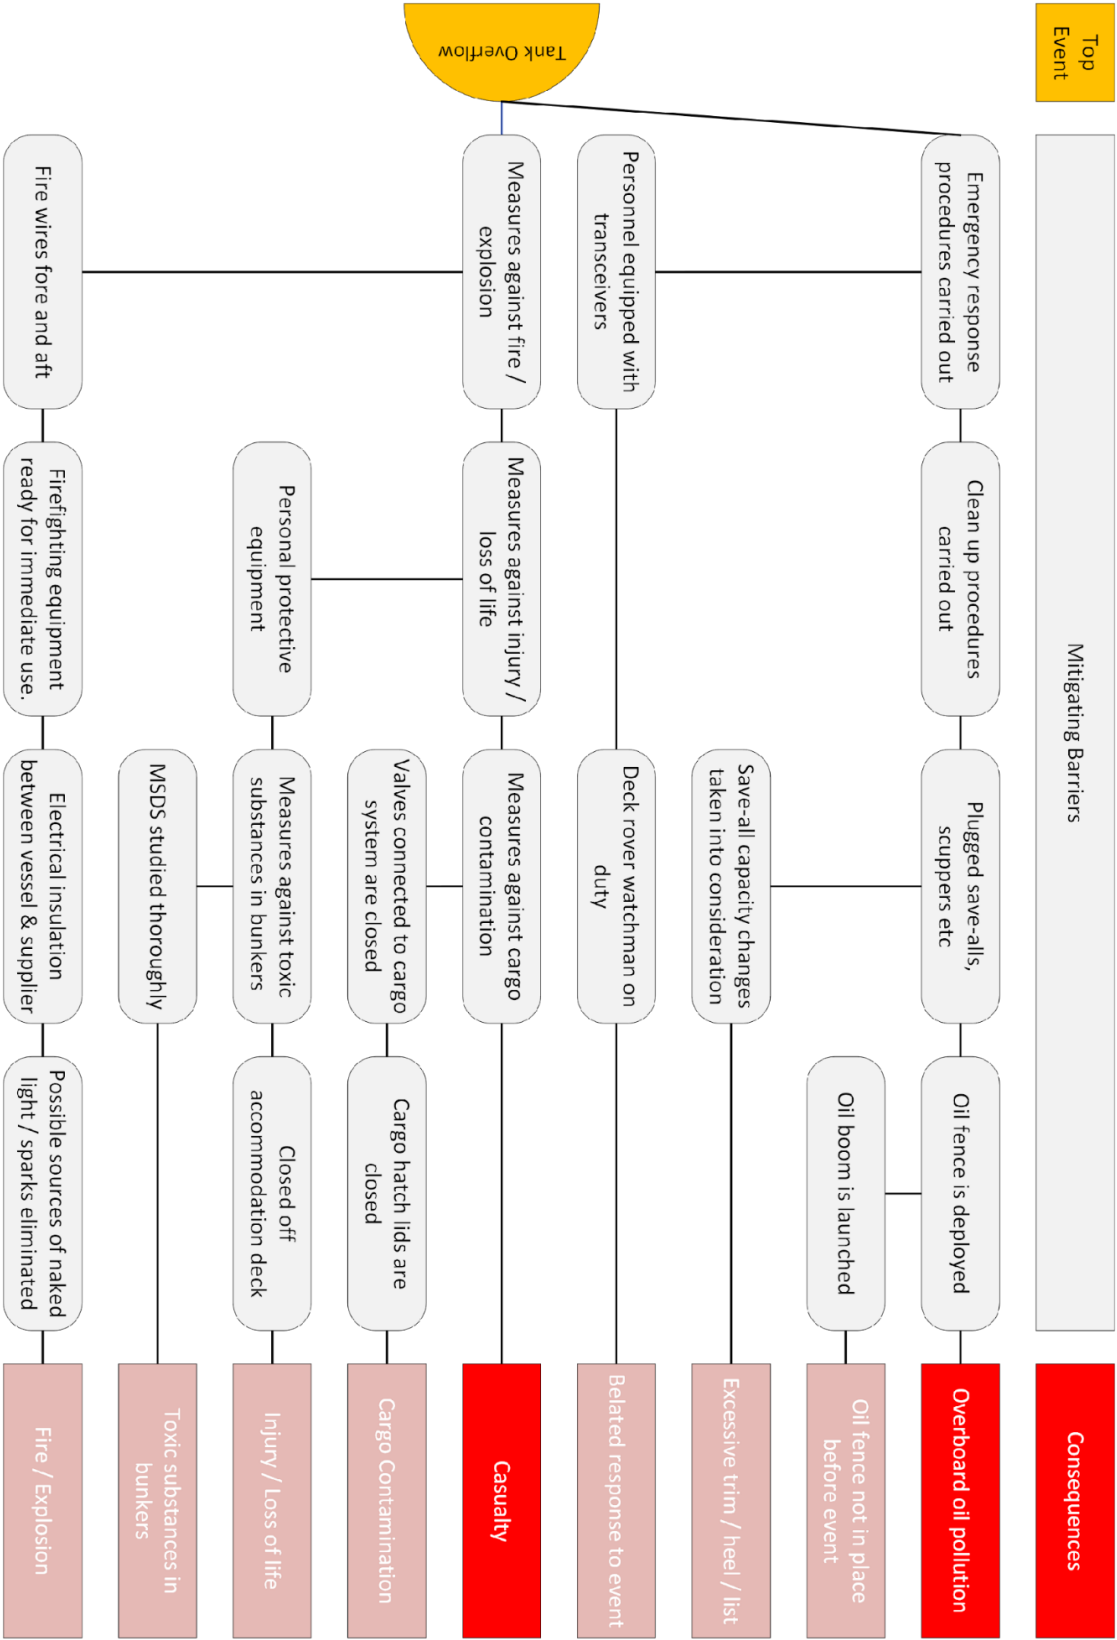 Top
Event
Mitigating Barriers
Consequences
Tank Overflow
Emergency response
procedures carried out
Clean up procedures
carried out
Plugged save-alls,
scuppers etc
Oil fence is deployed
Overboard oil pollution
Oil boom is launched
Oil fence not in place
before event
Save-all capacity changes
taken into consideration
Excessive trim / heel / list
Personnel equipped with
transceivers
Deck rover watchman on
duty
Belated response to event
Measures against fire /
explosion
Measures against injury /
loss of life
Measures against cargo
contamination
Casualty
Valves connected to cargo
system are closed
Cargo hatch lids are
closed
Cargo Contamination
Personal protective
equipment
Measures against toxic
substances in bunkers
Closed off
accommodation deck
Injury / Loss of life
MSDS studied thoroughly
Toxic substances in
bunkers
Fire wires fore and aft
Firefighting equipment
ready for immediate use.
Electrical insulation
between vessel & supplier
Possible sources of naked
light / sparks eliminated
Fire / Explosion